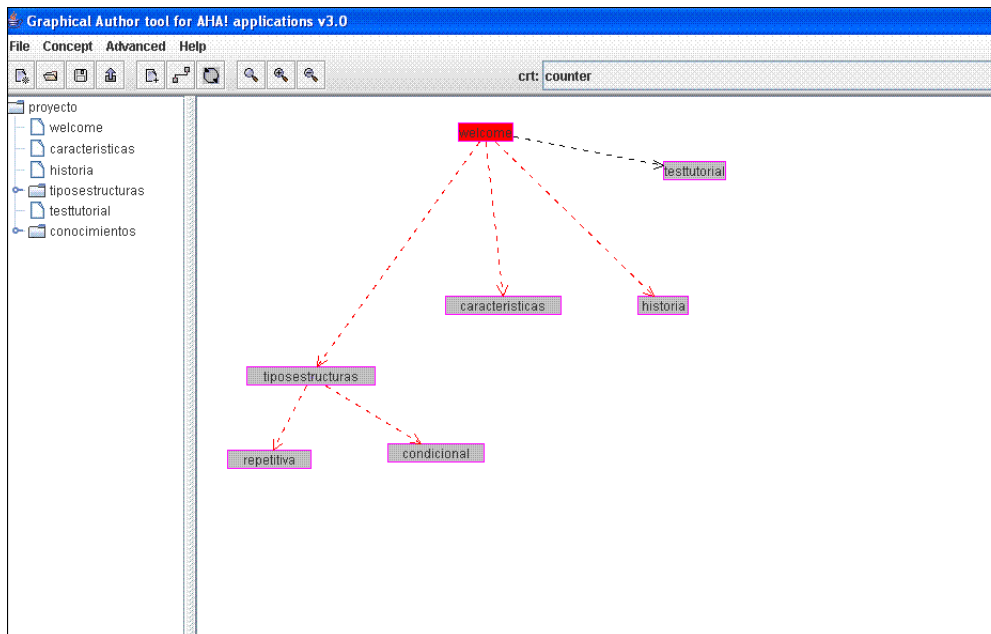 Graphical Author tool for AHA! applications v3.0
File Concept Advanced Help
crt: counter
proyecto
welcome
caracteristicas
historia
tiposestructuras
testtutorial
conocimientos
welcome
testtutorial
caracteristicas
historia
tiposestructuras
repetitiva
condicional